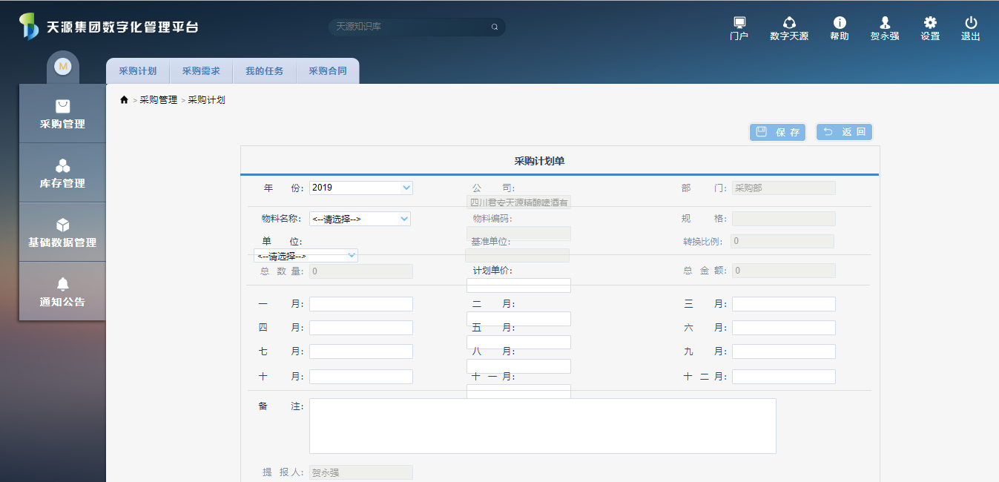 天源集团数字化管理平台
天源知识库
门户 数字天源 帮助 贺永强 设置 退出
M
采购计划 采购需求 我的任务 采购合同
> 采购管理 > 采购计划
采购管理
库存管理
基础数据管理
通知公告
保 存 返 回
采购计划单
年 份: 2019 公 司: 部 门: 采购部
四川君安天源精酿啤酒有
物料名称: <--请选择--> 物料编码: 规 格:
单 位: 基准单位: 转换比例: 0
<--请选择-->
总 数 量: 0 计划单价: 总 金 额: 0
一 月: 二 月: 三 月:
四 月: 五 月: 六 月:
七 月: 八 月: 九 月:
十 月: 十 一 月: 十 二 月:
备 注:
提 报 人: 贺永强